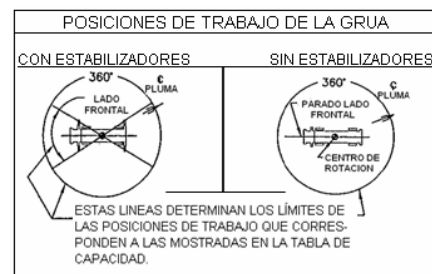 POSICIONES DE TRABAJO DE LA GRUA
CON ESTABILIZADORES
SIN ESTABILIZADORES
360°
℄
PLUMA
LADO
FRONTAL
360°
℄
PLUMA
PARADO LADO
FRONTAL
CENTRO DE
ROTACION
ESTAS LINEAS DETERMINAN LOS LÍMITES DE
LAS POSICIONES DE TRABAJO QUE CORRES-
PONDEN A LAS MOSTRADAS EN LA TABLA DE
CAPACIDAD.